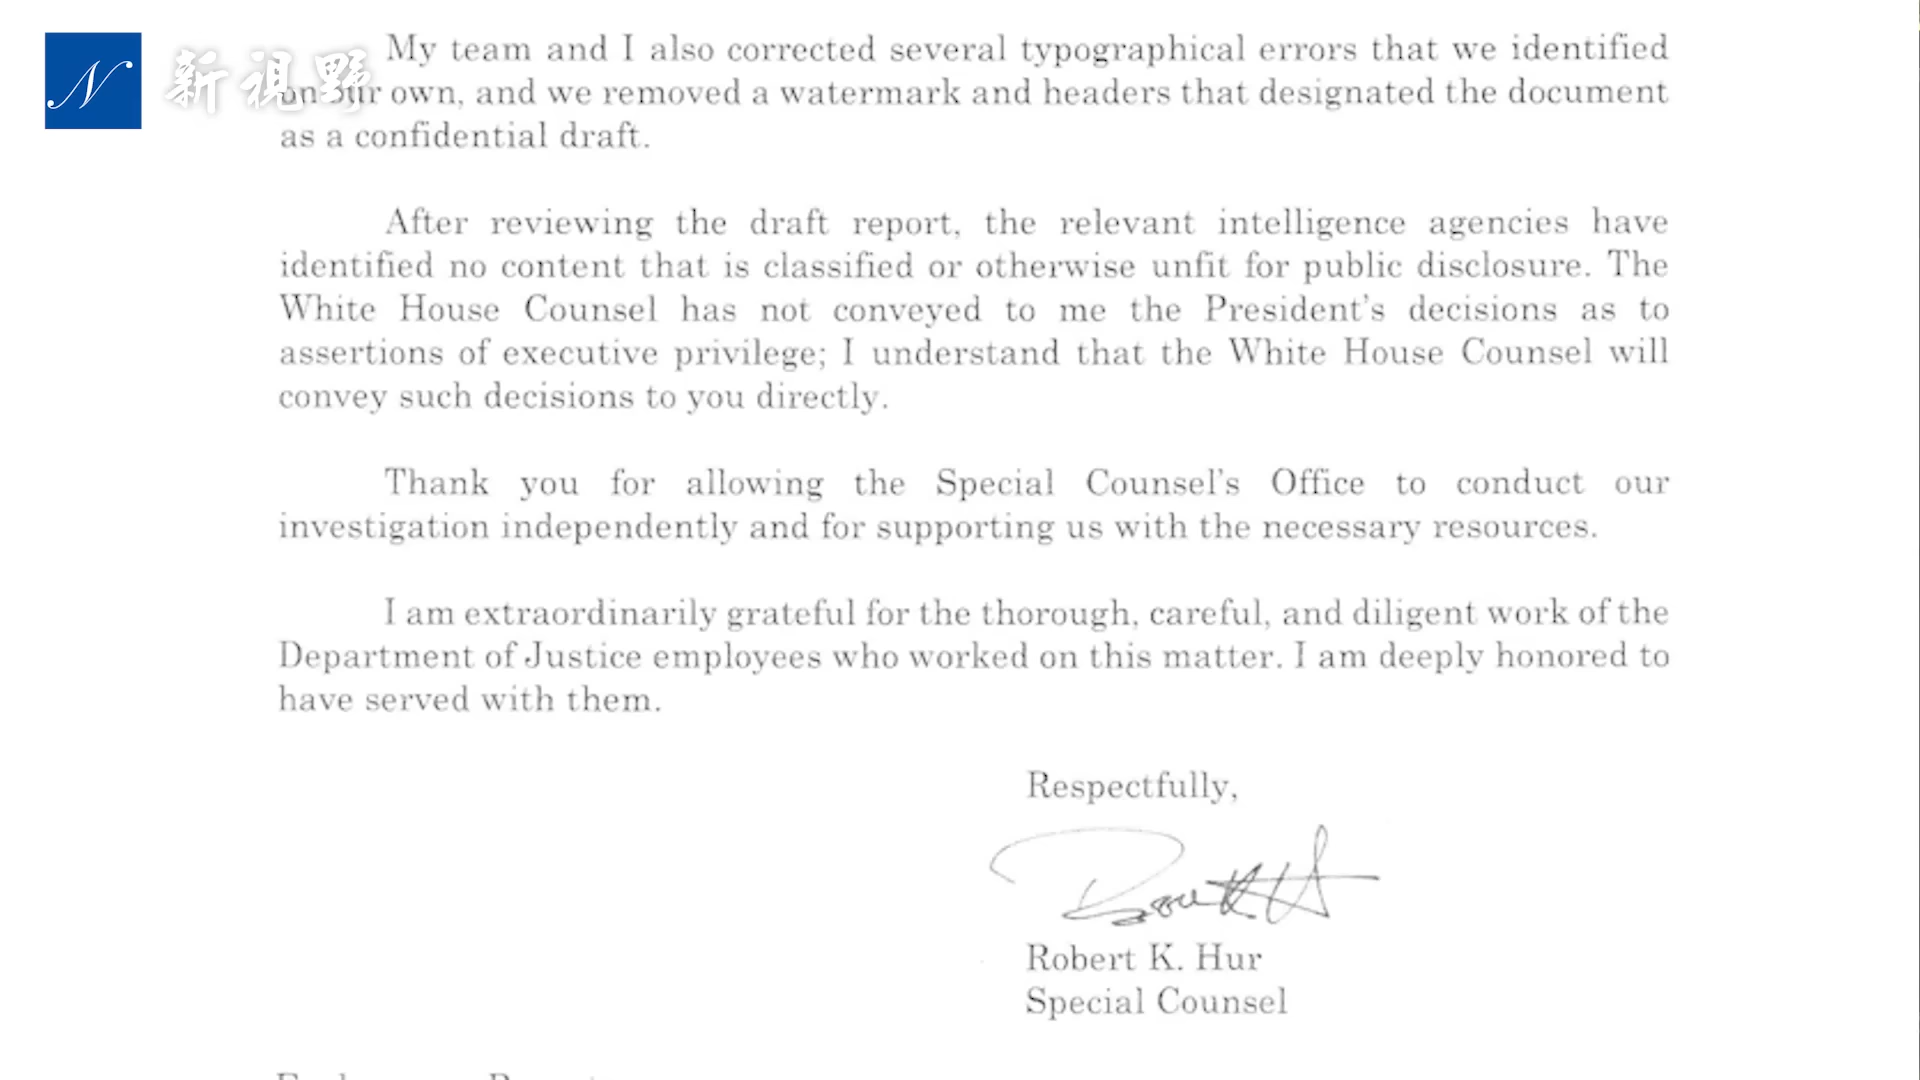 N 新視野
My team and I also corrected several typographical errors that we identified
on our own, and we removed a watermark and headers that designated the document
as a confidential draft.
After reviewing the draft report, the relevant intelligence agencies have
identified no content that is classified or otherwise unfit for public disclosure. The
White House Counsel has not conveyed to me the President's decisions as to
assertions of executive privilege; I understand that the White House Counsel will
convey such decisions to you directly.
Thank you for allowing the Special Counsel's Office to conduct our
investigation independently and for supporting us with the necessary resources.
I am extraordinarily grateful for the thorough, careful, and diligent work of the
Department of Justice employees who worked on this matter. I am deeply honored to
have served with them.
Respectfully,
Robert K. Hur
Special Counsel